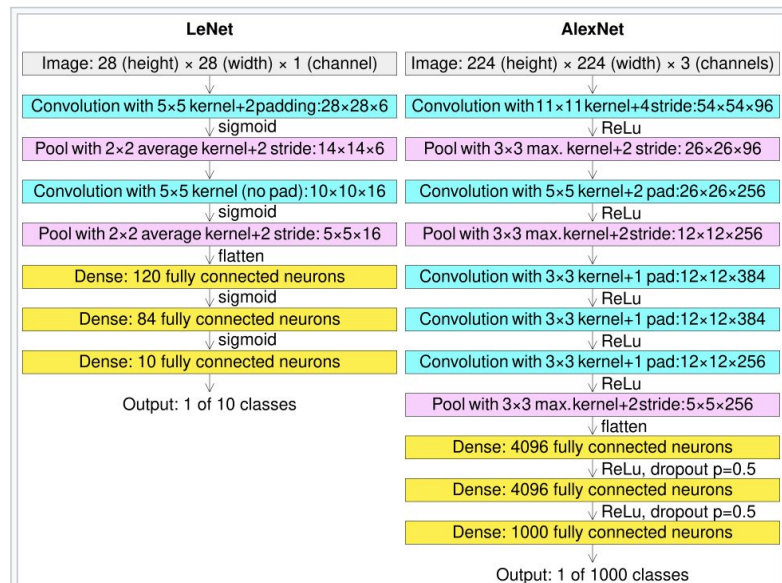 LeNet
Image: 28 (height) × 28 (width) × 1 (channel)
Convolution with 5×5 kernel+2padding:28×28×6
sigmoid
Pool with 2×2 average kernel+2 stride:14×14×6
Convolution with 5×5 kernel (no pad):10×10×16
sigmoid
Pool with 2×2 average kernel+2 stride: 5×5×16
flatten
Dense: 120 fully connected neurons
sigmoid
Dense: 84 fully connected neurons
sigmoid
Dense: 10 fully connected neurons
Output: 1 of 10 classes
AlexNet
Image: 224 (height) × 224 (width) × 3 (channels)
Convolution with 11×11 kernel+4 stride:54×54×96
ReLu
Pool with 3×3 max. kernel+2 stride: 26×26×96
Convolution with 5×5 kernel+2 pad:26×26×256
ReLu
Pool with 3×3 max.kernel+2stride:12×12×256
Convolution with 3×3 kernel+1 pad:12×12×384
ReLu
Convolution with 3×3 kernel+1 pad:12×12×384
ReLu
Convolution with 3×3 kernel+1 pad:12×12×256
ReLu
Pool with 3×3 max.kernel+2stride:5×5×256
flatten
Dense: 4096 fully connected neurons
ReLu, dropout p=0.5
Dense: 4096 fully connected neurons
ReLu, dropout p=0.5
Dense: 1000 fully connected neurons
Output: 1 of 1000 classes